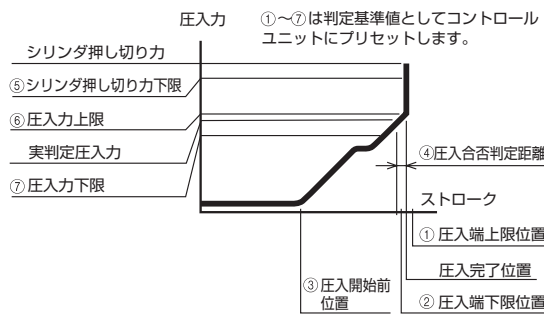 圧入力
①〜⑦は判定基準値としてコントロール
ユニットにプリセットします。
シリンダ押し切り力
⑤シリンダ押し切り力下限
⑥圧入力上限
実判定圧入力
⑦圧入力下限
④圧入合否判定距離
ストローク
①圧入端上限位置
圧入完了位置
③圧入開始前
位置
②圧入端下限位置